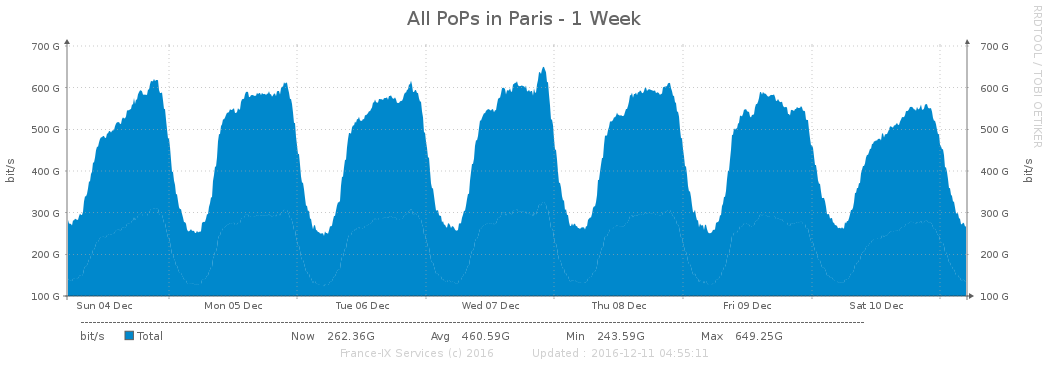 All PoPs in Paris - 1 Week
RRDTOOL / TOBI OETIKER
700 G 700 G
600 G 600 G
500 G 500 G
400 G 400 G
300 G 300 G
200 G 200 G
100 G 100 G
bit/s bit/s
Sun 04 Dec Mon 05 Dec Tue 06 Dec Wed 07 Dec Thu 08 Dec Fri 09 Dec Sat 10 Dec
bit/s Total Now 262.36G Avg 460.59G Min 243.59G Max 649.25G
France-IX Services (c) 2016 Updated : 2016-12-11 04:55:11